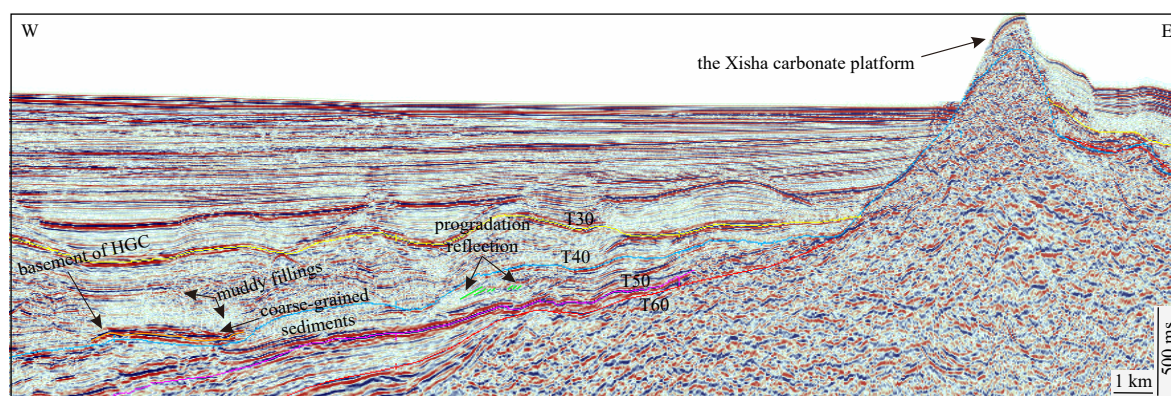 W
E
the Xisha carbonate platform
T30
progradation
reflection
basement of HGC
T40
muddy fillings
T50
coarse-grained
sediments
T60
500 ms
1 km